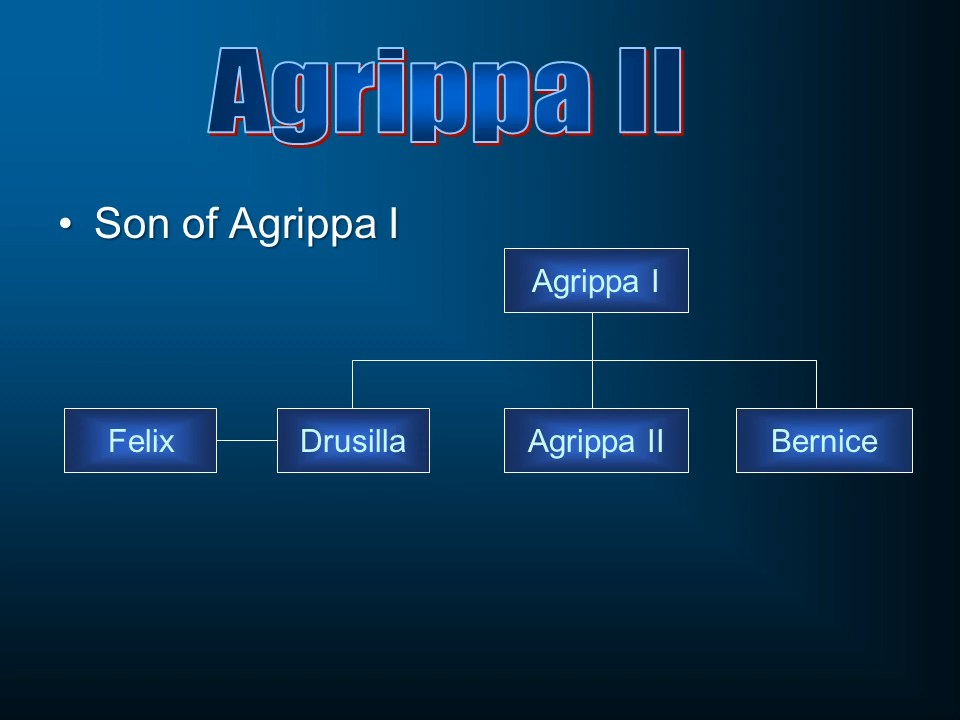 Agrippa II
• Son of Agrippa I
Agrippa I
Felix
Drusilla
Agrippa II
Bernice